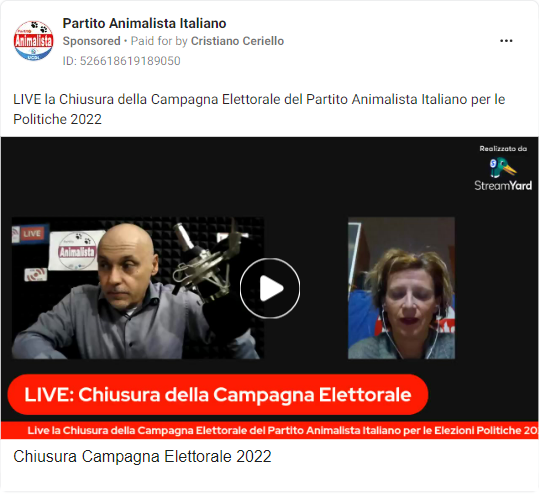 Partito Animalista Italiano
Sponsored • Paid for by Cristiano Ceriello
ID: 526618619189050
LIVE la Chiusura della Campagna Elettorale del Partito Animalista Italiano per le
Politiche 2022
Realizzato da
StreamYard
LIVE
Partito
Animalista
LIVE: Chiusura della Campagna Elettorale
Live la Chiusura della Campagna Elettorale del Partito Animalista Italiano per le Elezioni Politiche
Chiusura Campagna Elettorale 2022